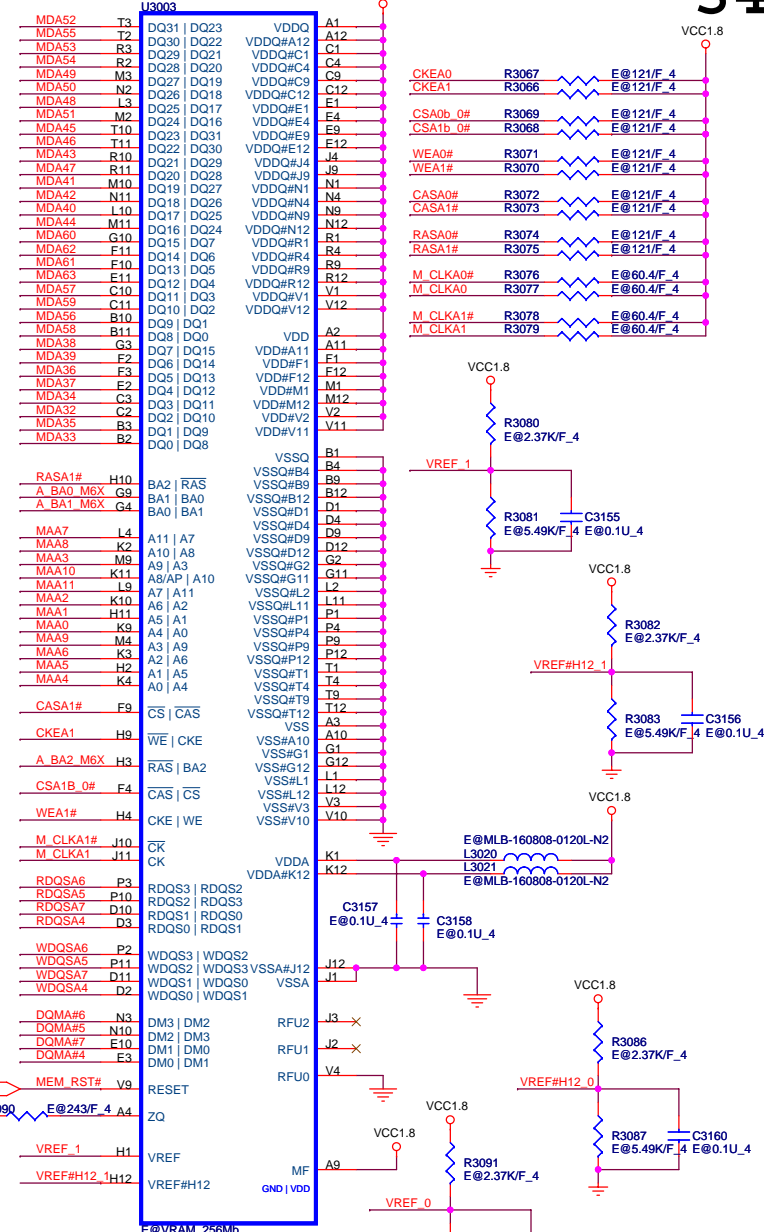 U3003
MDA52 T3 DQ31 | DQ23 VDDQ A1
MDA55 T2 DQ30 | DQ22 VDDQ#A12 A12
MDA53 R3 DQ29 | DQ21 VDDQ#C1 C1
MDA54 R2 DQ28 | DQ20 VDDQ#C4 C4
MDA49 M3 DQ27 | DQ19 VDDQ#C9 C9
MDA50 N2 DQ26 | DQ18 VDDQ#C12 C12
MDA48 L3 DQ25 | DQ17 VDDQ#E1 E1
MDA51 M2 DQ24 | DQ16 VDDQ#E4 E4
MDA45 T10 DQ23 | DQ31 VDDQ#E9 E9
MDA46 T11 DQ22 | DQ30 VDDQ#E12 E12
MDA43 R10 DQ21 | DQ29 VDDQ#J4 J4
MDA47 R11 DQ20 | DQ28 VDDQ#J9 J9
MDA41 M10 DQ19 | DQ27 VDDQ#N1 N1
MDA42 N11 DQ18 | DQ26 VDDQ#N4 N4
MDA40 L10 DQ17 | DQ25 VDDQ#N9 N9
MDA44 M11 DQ16 | DQ24 VDDQ#N12 N12
MDA60 G10 DQ15 | DQ7 VDDQ#R1 R1
MDA62 F11 DQ14 | DQ6 VDDQ#R4 R4
MDA61 F10 DQ13 | DQ5 VDDQ#R9 R9
MDA63 E11 DQ12 | DQ4 VDDQ#R12 R12
MDA57 C10 DQ11 | DQ3 VDDQ#V1 V1
MDA59 C11 DQ10 | DQ2 VDDQ#V12 V12
MDA56 B10 DQ9 | DQ1
MDA58 B11 DQ8 | DQ0 VDD A2
MDA38 G3 DQ7 | DQ15 VDD#A11 A11
MDA39 F2 DQ6 | DQ14 VDD#F1 F1
MDA36 F3 DQ5 | DQ13 VDD#F12 F12
MDA37 E2 DQ4 | DQ12 VDD#M1 M1
MDA34 C3 DQ3 | DQ11 VDD#M12 M12
MDA32 C2 DQ2 | DQ10 VDD#V2 V2
MDA35 B3 DQ1 | DQ9 VDD#V11 V11
MDA33 B2 DQ0 | DQ8
VSSQ B1
VSSQ#B4 B4
RASA1# H10 BA2 | RAS VSSQ#B9 B9
A_BA0_M6X G9 BA1 | BA0 VSSQ#B12 B12
A_BA1_M6X G4 BA0 | BA1 VSSQ#D1 D1
VSSQ#D4 D4
MAA7 L4 A11 | A7 VSSQ#D9 D9
MAA8 K2 A10 | A8 VSSQ#D12 D12
MAA3 M9 A9 | A3 VSSQ#G2 G2
MAA10 K11 A8/AP | A10 VSSQ#G11 G11
MAA11 L9 A7 | A11 VSSQ#L2 L2
MAA2 K10 A6 | A2 VSSQ#L11 L11
MAA1 H11 A5 | A1 VSSQ#P1 P1
MAA0 K9 A4 | A0 VSSQ#P4 P4
MAA9 M4 A3 | A9 VSSQ#P9 P9
MAA6 K3 A2 | A6 VSSQ#P12 P12
MAA5 H2 A1 | A5 VSSQ#T1 T1
MAA4 K4 A0 | A4 VSSQ#T4 T4
VSSQ#T9 T9
CASA1# F9 CS | CAS VSSQ#T12 T12
VSS A3
CKEA1 H9 WE | CKE VSS#A10 A10
VSS#G1 G1
A_BA2_M6X H3 RAS | BA2 VSS#G12 G12
VSS#L1 L1
CSA1B_0# F4 CAS | CS VSS#L12 L12
VSS#V3 V3
WEA1# H4 CKE | WE VSS#V10 V10
M_CLKA1# J10 CK
M_CLKA1 J11 CK VDDA K1
VDDA#K12 K12
RDQSA6 P3 RDQS3 | RDQS2
RDQSA5 P10 RDQS2 | RDQS3
RDQSA7 D10 RDQS1 | RDQS0
RDQSA4 D3 RDQS0 | RDQS1
WDQSA6 P2 WDQS3 | WDQS2
WDQSA5 P11 WDQS2 | WDQS3 VSSA#J12 J12
WDQSA7 D11 WDQS1 | WDQS0 VSSA J1
WDQSA4 D2 WDQS0 | WDQS1
DQMA#6 N3 DM3 | DM2 RFU2 J3
DQMA#5 N10 DM2 | DM3
DQMA#7 E10 DM1 | DM0 RFU1 J2
DQMA#4 E3 DM0 | DM1
RFU0 V4
MEM_RST# V9 RESET
E@243/F_4 A4 ZQ
VREF_1 H1 VREF
MF A9
VREF#H12_1 H12 VREF#H12
GND | VDD
E@VRAM_256Mb
VCC1.8
CKEA0 R3067 E@121/F_4
CKEA1 R3066 E@121/F_4
CSA0b_0# R3069 E@121/F_4
CSA1b_0# R3068 E@121/F_4
WEA0# R3071 E@121/F_4
WEA1# R3070 E@121/F_4
CASA0# R3072 E@121/F_4
CASA1# R3073 E@121/F_4
RASA0# R3074 E@121/F_4
RASA1# R3075 E@121/F_4
M_CLKA0# R3076 E@60.4/F_4
M_CLKA0 R3077 E@60.4/F_4
M_CLKA1# R3078 E@60.4/F_4
M_CLKA1 R3079 E@60.4/F_4
VCC1.8
R3080
E@2.37K/F_4
VREF_1
R3081 C3155
E@5.49K/F_4 E@0.1U_4
VCC1.8
R3082
E@2.37K/F_4
VREF#H12_1
R3083 C3156
E@5.49K/F_4 E@0.1U_4
VCC1.8
E@MLB-160808-0120L-N2
L3020
L3021
E@MLB-160808-0120L-N2
C3157
E@0.1U_4
C3158
E@0.1U_4
VCC1.8
R3086
E@2.37K/F_4
VREF#H12_0
R3087 C3160
E@5.49K/F_4 E@0.1U_4
VCC1.8
VCC1.8
R3091
E@2.37K/F_4
VREF_0